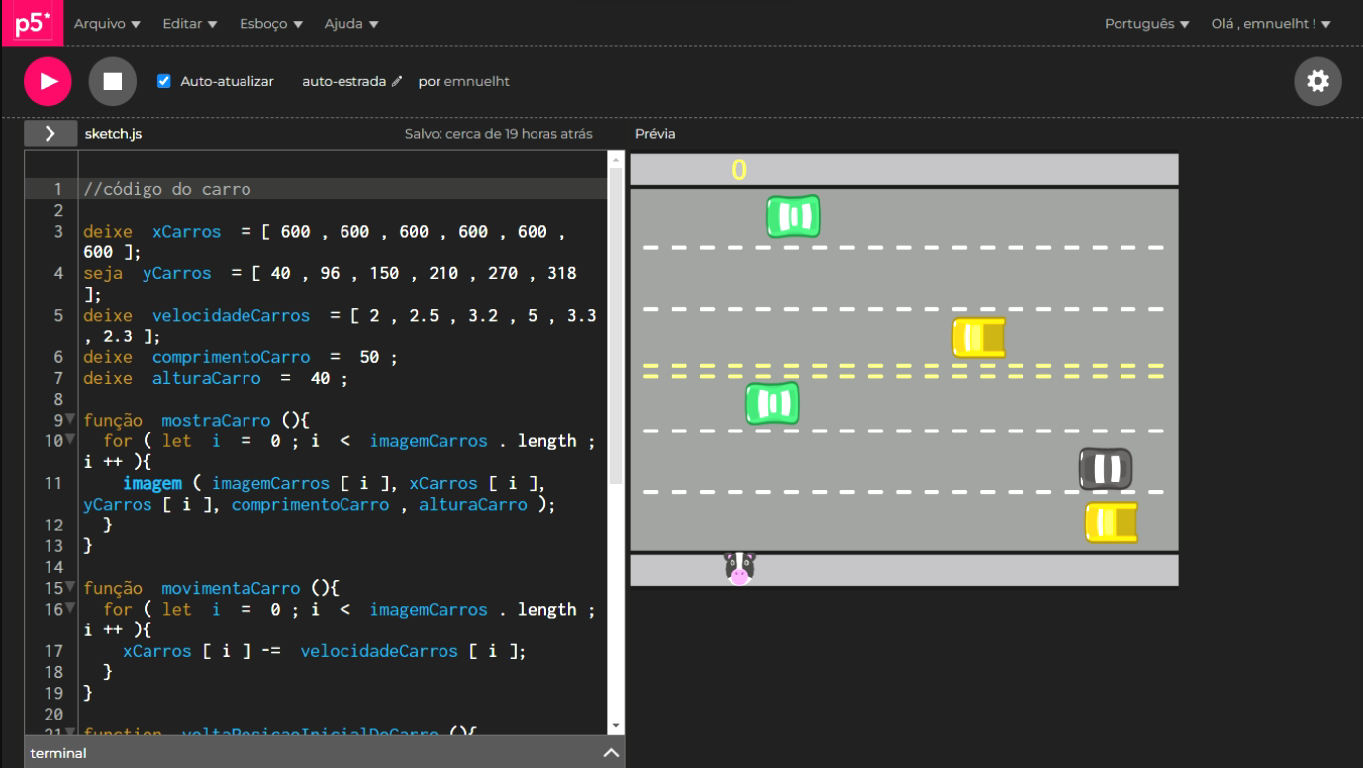 p5* Arquivo Editar Esboço Ajuda Português Olá , emnuelht !
Auto-atualizar auto-estrada por emnuelht
sketch.js Salvo: cerca de 19 horas atrás Prévia
0
1 //código do carro
2
3 deixe xCarros = [ 600 , 600 , 600 , 600 , 600 ,
600 ];
4 seja yCarros = [ 40 , 96 , 150 , 210 , 270 , 318
];
5 deixe velocidadeCarros = [ 2 , 2.5 , 3.2 , 5 , 3.3
, 2.3 ];
6 deixe comprimentoCarro = 50 ;
7 deixe alturaCarro = 40 ;
8
9 função mostraCarro (){
10 for ( let i = 0 ; i < imagemCarros . length ;
i ++ ){
11 imagem ( imagemCarros [ i ], xCarros [ i ],
yCarros [ i ], comprimentoCarro , alturaCarro );
12 }
13 }
14
15 função movimentaCarro (){
16 for ( let i = 0 ; i < imagemCarros . length ;
i ++ ){
17 xCarros [ i ] -= velocidadeCarros [ i ];
18 }
19 }
20
21 function voltaPosicaoInicialDoCarro (){
terminal